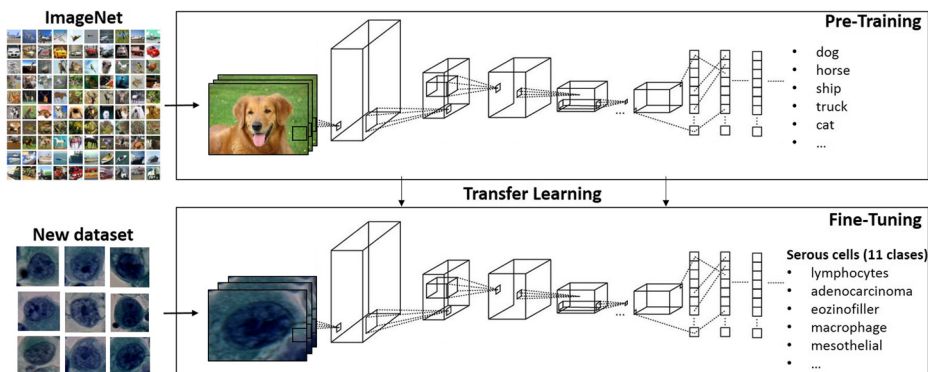 ImageNet
Pre-Training
• dog
• horse
• ship
• truck
• cat
• ...
...
Transfer Learning
New dataset
Fine-Tuning
Serous cells (11 clases)
• lymphocytes
• adenocarcinoma
• eozinofiller
• macrophage
• mesothelial
• ...
...